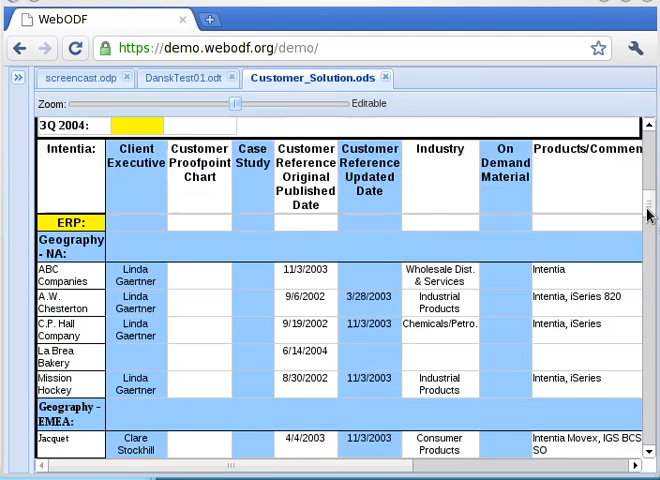 WebODF
https://demo.webodf.org/demo/
screencast.odp DanskTest01.odt Customer_Solution.ods
Zoom: Editable
3Q 2004:
Intentia: Client Executive Customer Proofpoint Chart Case Study Customer Reference Original Published Date Customer Reference Updated Date Industry On Demand Material Products/Commen
ERP:
Geography - NA:
ABC Companies Linda Gaertner 11/3/2003 Wholesale Dist. & Services Intentia
A.W. Chesterton Linda Gaertner 9/6/2002 3/28/2003 Industrial Products Intentia, iSeries 820
C.P. Hall Company Linda Gaertner 9/19/2002 11/3/2003 Chemicals/Petro. Intentia, iSeries
La Brea Bakery 6/14/2004
Mission Hockey Linda Gaertner 8/30/2002 11/3/2003 Industrial Products Intentia, iSeries
Geography - EMEA:
Jacquet Clare Stockhill 4/4/2003 11/3/2003 Consumer Products Intentia Movex, IGS BCS SO